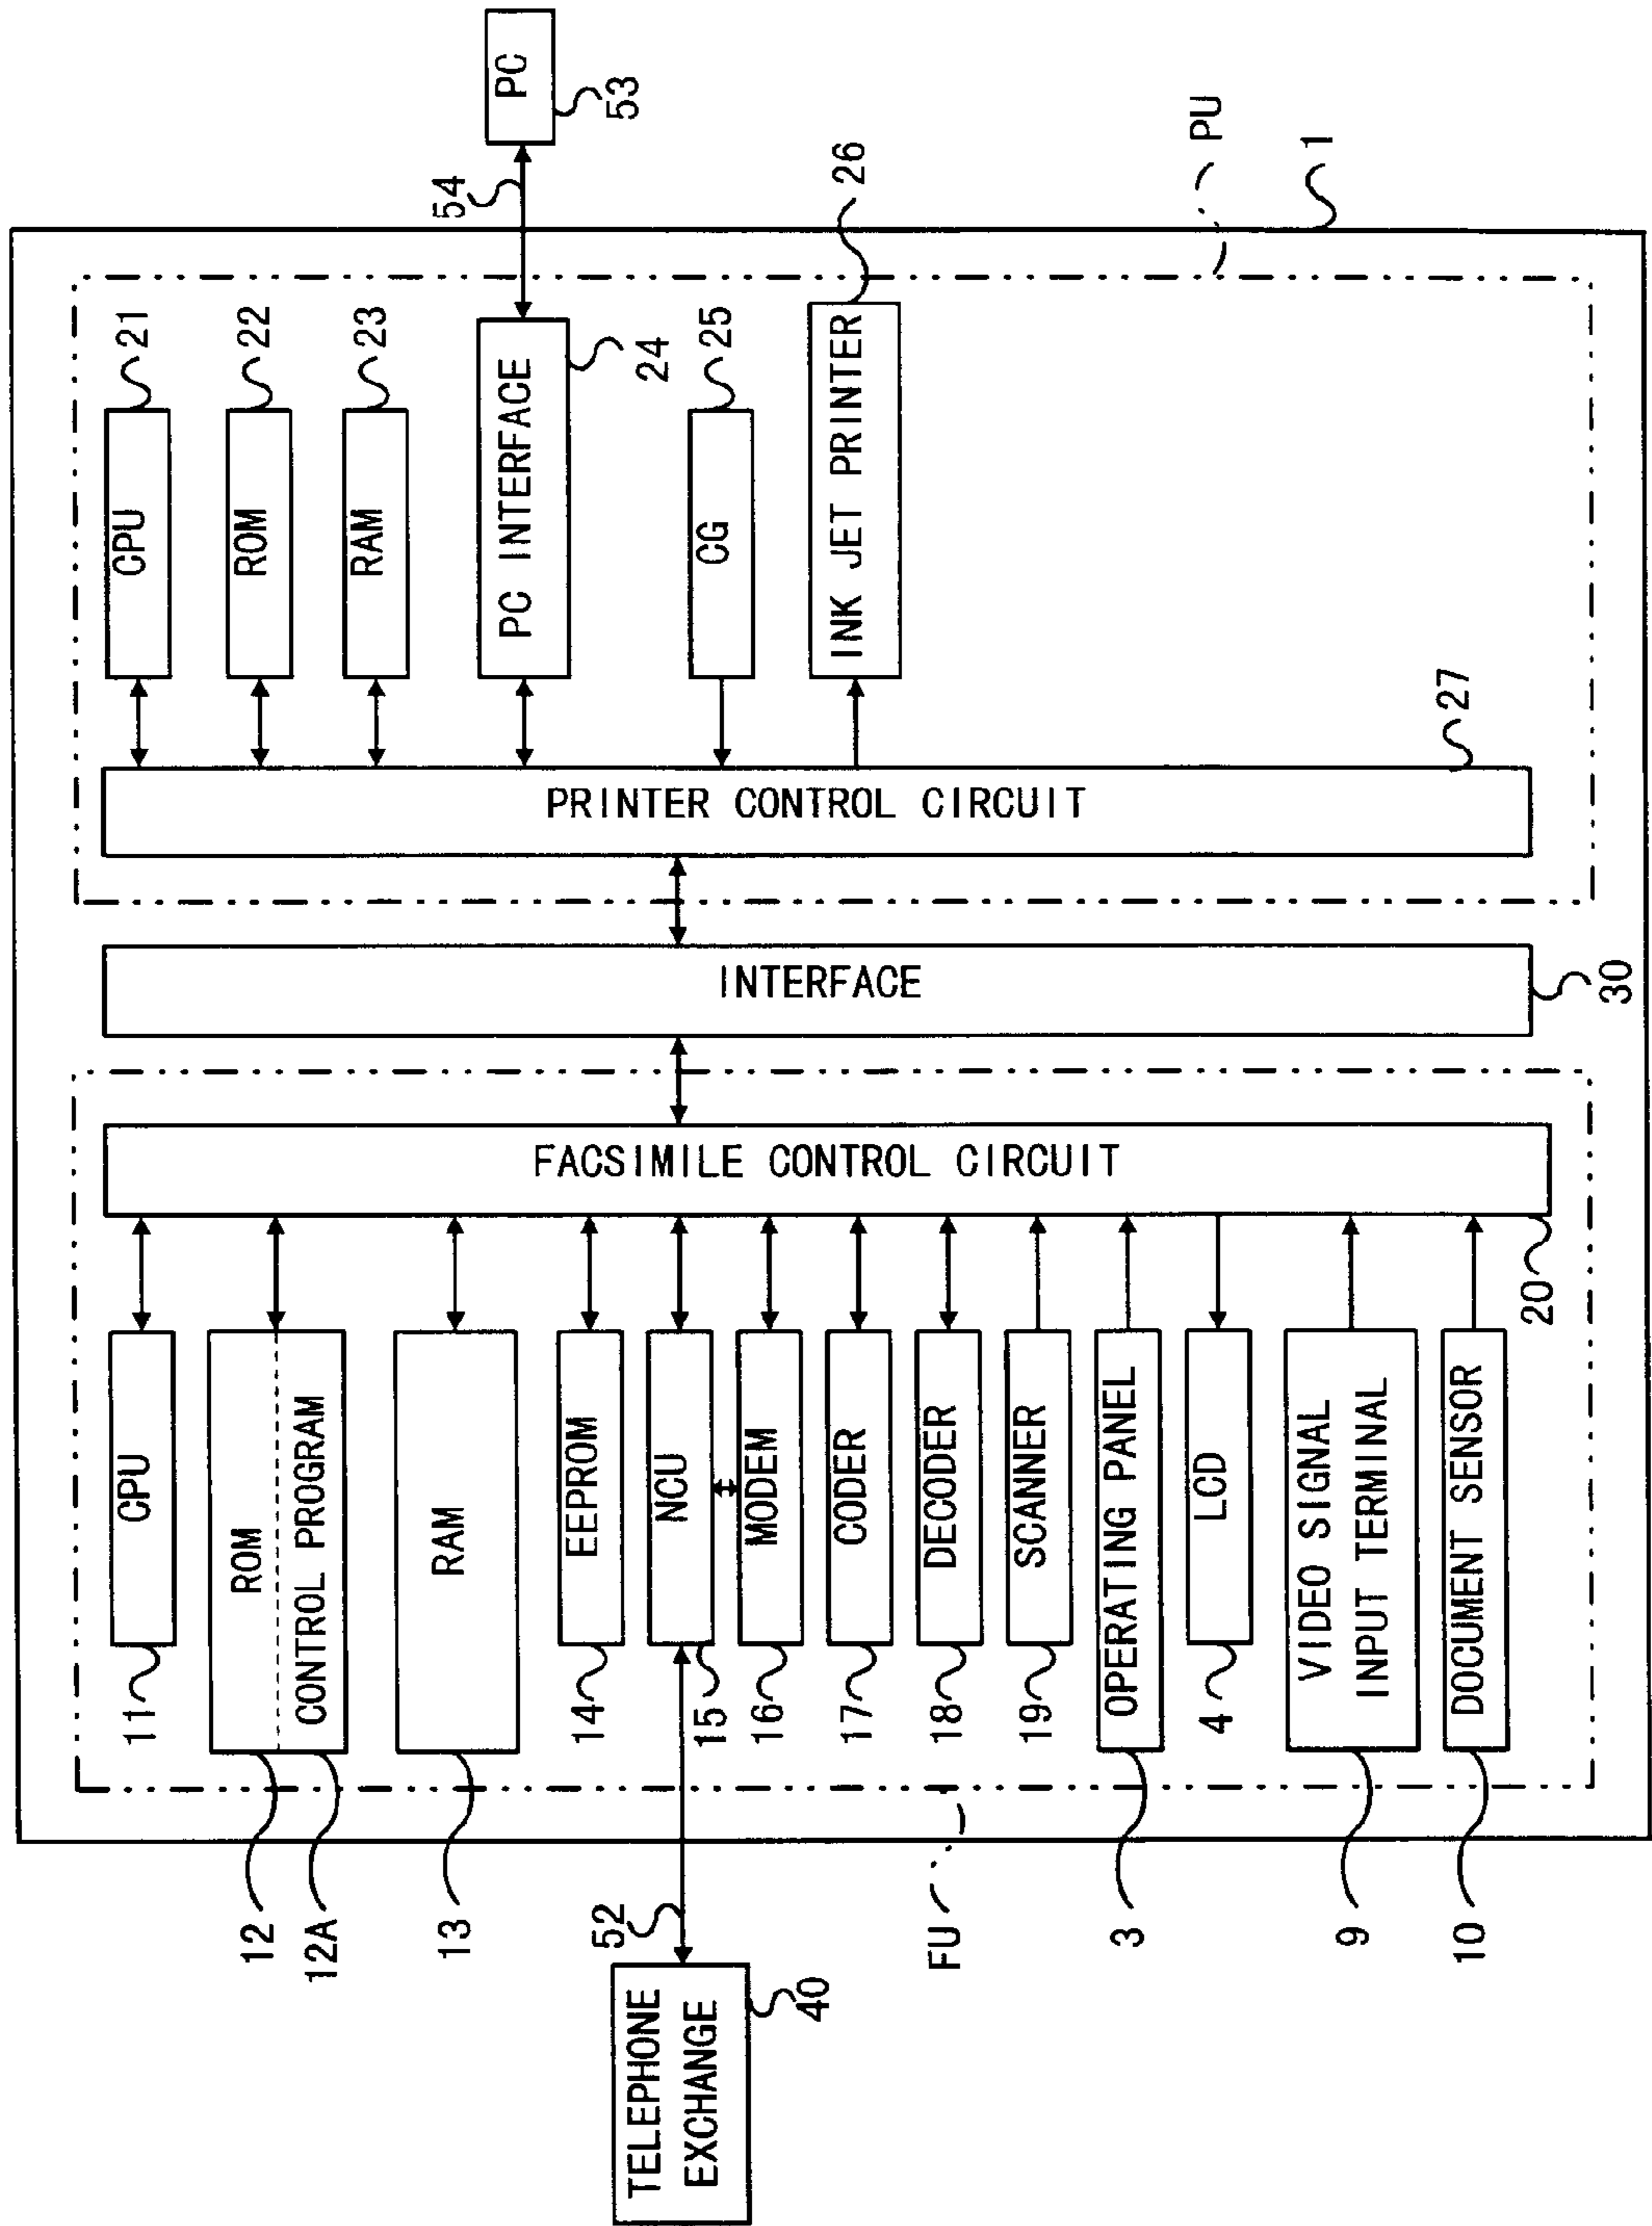 TELEPHONE
EXCHANGE
40
52
FU
12
12A
13
3
9
10
11
CPU
ROM
CONTROL PROGRAM
RAM
14
EEPROM
15
NCU
16
MODEM
17
CODER
18
DECODER
19
SCANNER
OPERATING PANEL
4
LCD
VIDEO SIGNAL
INPUT TERMINAL
DOCUMENT SENSOR
20
FACSIMILE CONTROL CIRCUIT
INTERFACE
30
PRINTER CONTROL CIRCUIT
27
CPU
21
ROM
22
RAM
23
PC INTERFACE
24
CG
25
INK JET PRINTER
26
54
PC
53
PU
1